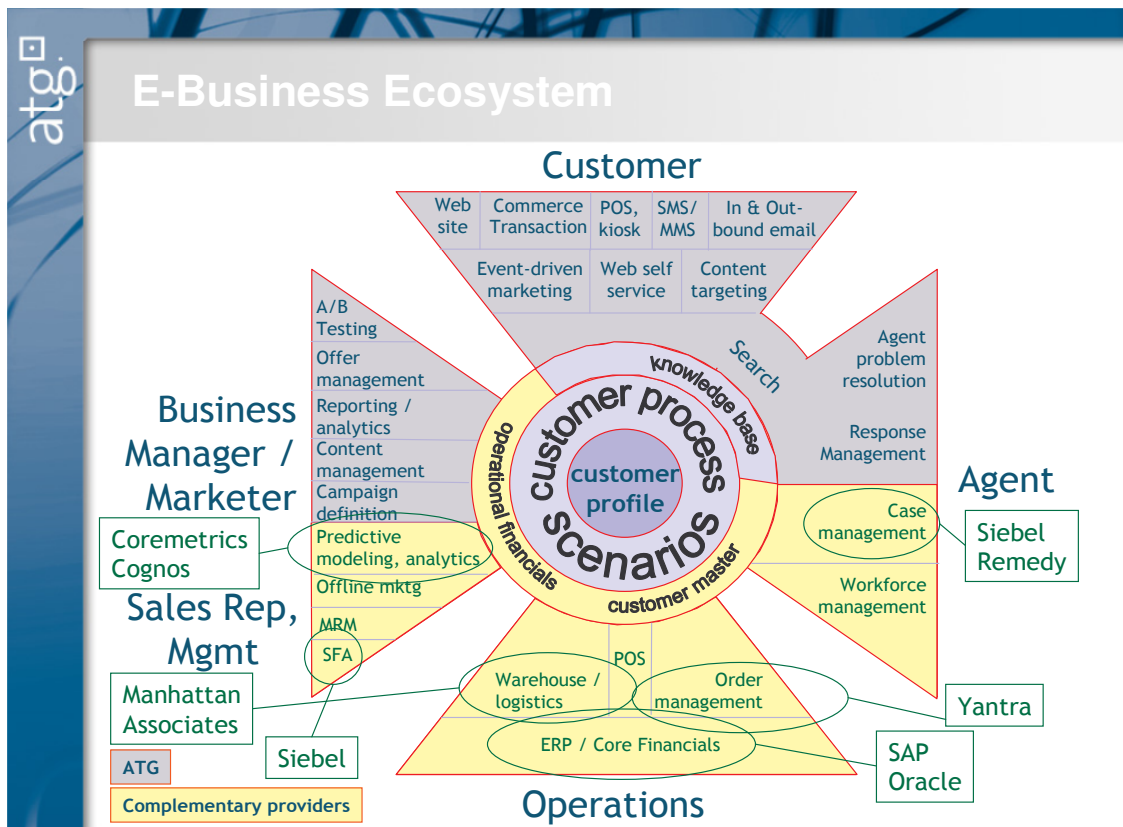 atg.
E-Business Ecosystem
Customer
Web
site
Commerce
Transaction
POS,
kiosk
SMS/
MMS
In & Out-
bound email
Event-driven
marketing
Web self
service
Content
targeting
Search
Agent
problem
resolution
Response
Management
A/B
Testing
Offer
management
Reporting /
analytics
Content
management
Campaign
definition
Predictive
modeling, analytics
Offline mktg
MRM
SFA
Business
Manager /
Marketer
Coremetrics
Cognos
Sales Rep,
Mgmt
knowledge base
operational financials
customer master
customer process
scenarios
customer
profile
Agent
Case
management
Siebel
Remedy
Workforce
management
POS
Warehouse /
logistics
Order
management
ERP / Core Financials
Manhattan
Associates
Siebel
Yantra
SAP
Oracle
ATG
Complementary providers
Operations